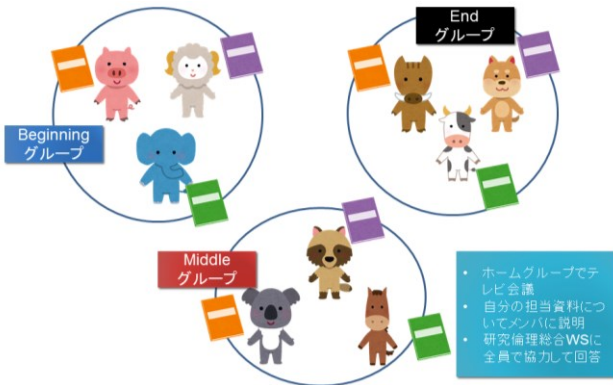 End
グループ
Beginning
グループ
Middle
グループ
• ホームグループでテ
レビ会議
• 自分の担当資料につ
いてメンバに説明
• 研究倫理総合WSに
全員で協力して回答